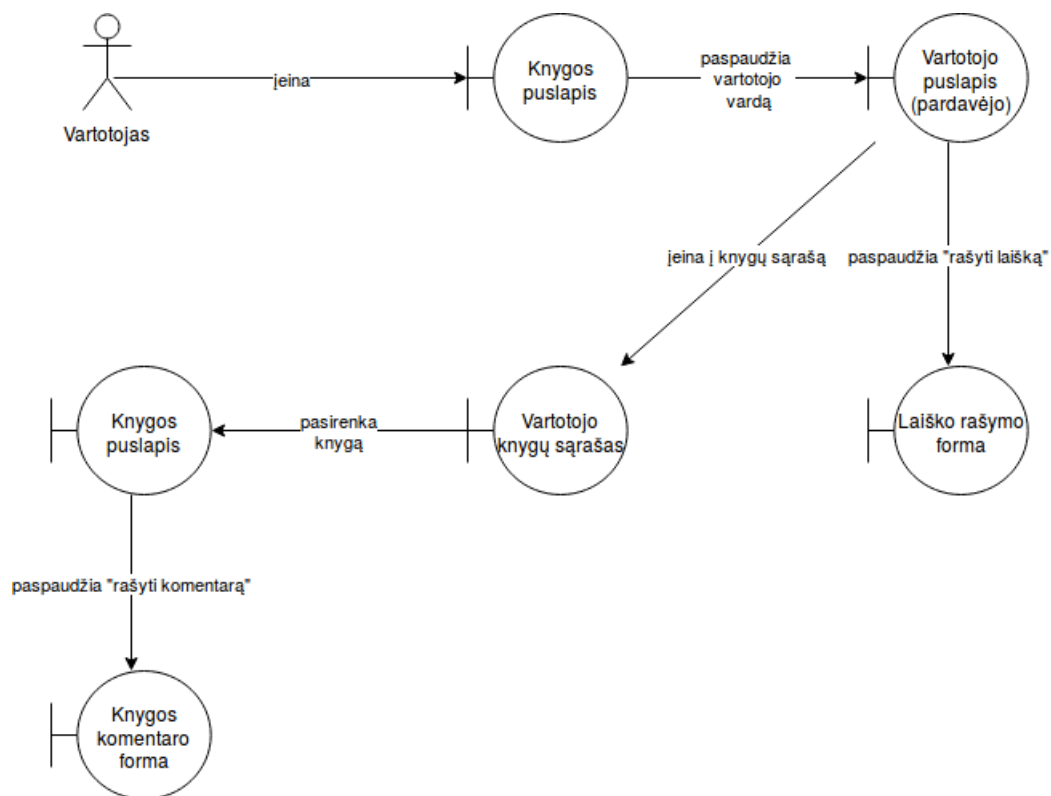 Vartotojas
įeina
Knygos
puslapis
paspaudžia
vartotojo
vardą
Vartotojo
puslapis
(pardavėjo)
įeina į knygų sąrašą
paspaudžia "rašyti laišką"
Knygos
puslapis
pasirenka
knygą
Vartotojo
knygų sąrašas
Laiško rašymo
forma
paspaudžia "rašyti komentarą"
Knygos
komentaro
forma